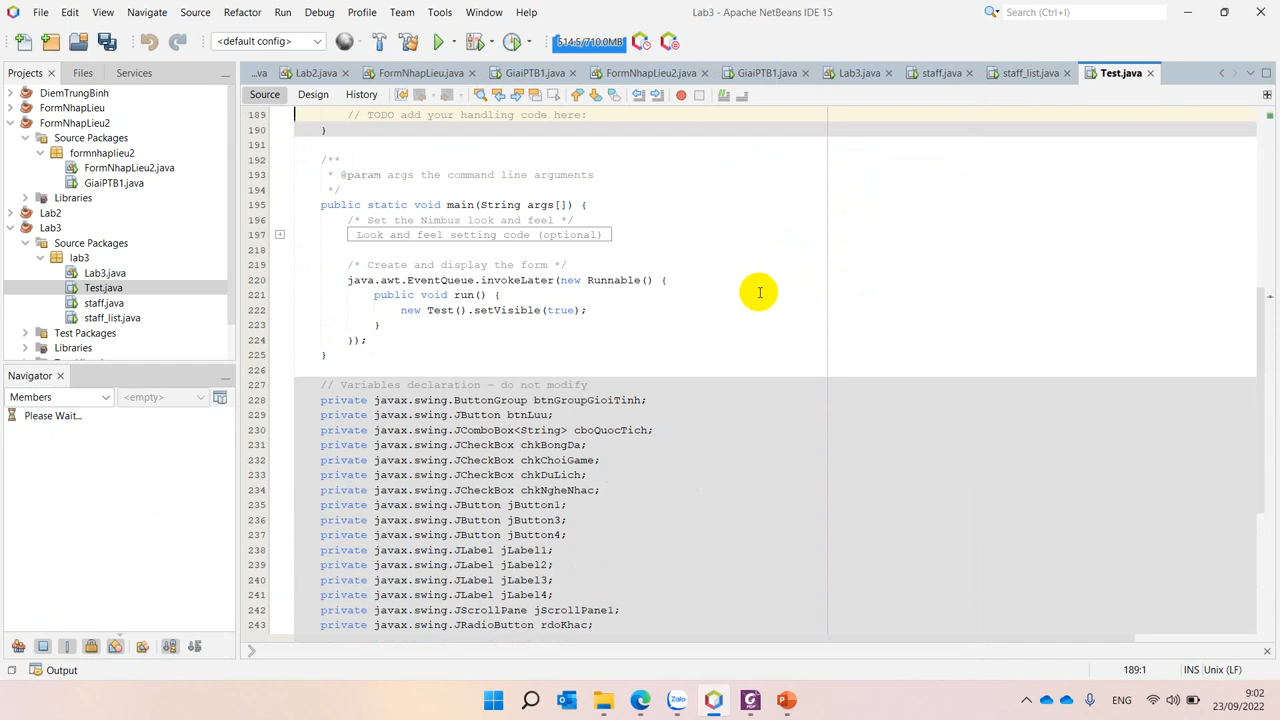 File Edit View Navigate Source Refactor Run Debug Profile Team Tools Window Help
Lab3 - Apache NetBeans IDE 15
Search (Ctrl+I)
<default config>
514.5/710.0MB
Projects Files Services
...va Lab2.java FormNhapLieu.java GiaiPTB1.java FormNhapLieu2.java GiaiPTB1.java Lab3.java staff.java staff_list.java Test.java
Source Design History
DiemTrungBinh
FormNhapLieu
FormNhapLieu2
Source Packages
formnhaplieu2
FormNhapLieu2.java
GiaiPTB1.java
Libraries
Lab2
Lab3
Source Packages
lab3
Lab3.java
Test.java
staff.java
staff_list.java
Test Packages
Libraries
Navigator
Members <empty>
Please Wait...
189 // TODO add your handling code here:
190 }
191
192 /**
193 * @param args the command line arguments
194 */
195 public static void main(String args[]) {
196 /* Set the Nimbus look and feel */
197 Look and feel setting code (optional)
218
219 /* Create and display the form */
220 java.awt.EventQueue.invokeLater(new Runnable() {
221 public void run() {
222 new Test().setVisible(true);
223 }
224 });
225 }
226
227 // Variables declaration - do not modify
228 private javax.swing.ButtonGroup btnGroupGioiTinh;
229 private javax.swing.JButton btnLuu;
230 private javax.swing.JComboBox<String> cboQuocTich;
231 private javax.swing.JCheckBox chkBongDa;
232 private javax.swing.JCheckBox chkChoiGame;
233 private javax.swing.JCheckBox chkDuLich;
234 private javax.swing.JCheckBox chkNgheNhac;
235 private javax.swing.JButton jButton1;
236 private javax.swing.JButton jButton3;
237 private javax.swing.JButton jButton4;
238 private javax.swing.JLabel jLabel1;
239 private javax.swing.JLabel jLabel2;
240 private javax.swing.JLabel jLabel3;
241 private javax.swing.JLabel jLabel4;
242 private javax.swing.JScrollPane jScrollPane1;
243 private javax.swing.JRadioButton rdoKhac;
Output
189:1 INS Unix (LF)
Zalo
ENG
9:02
23/09/2022